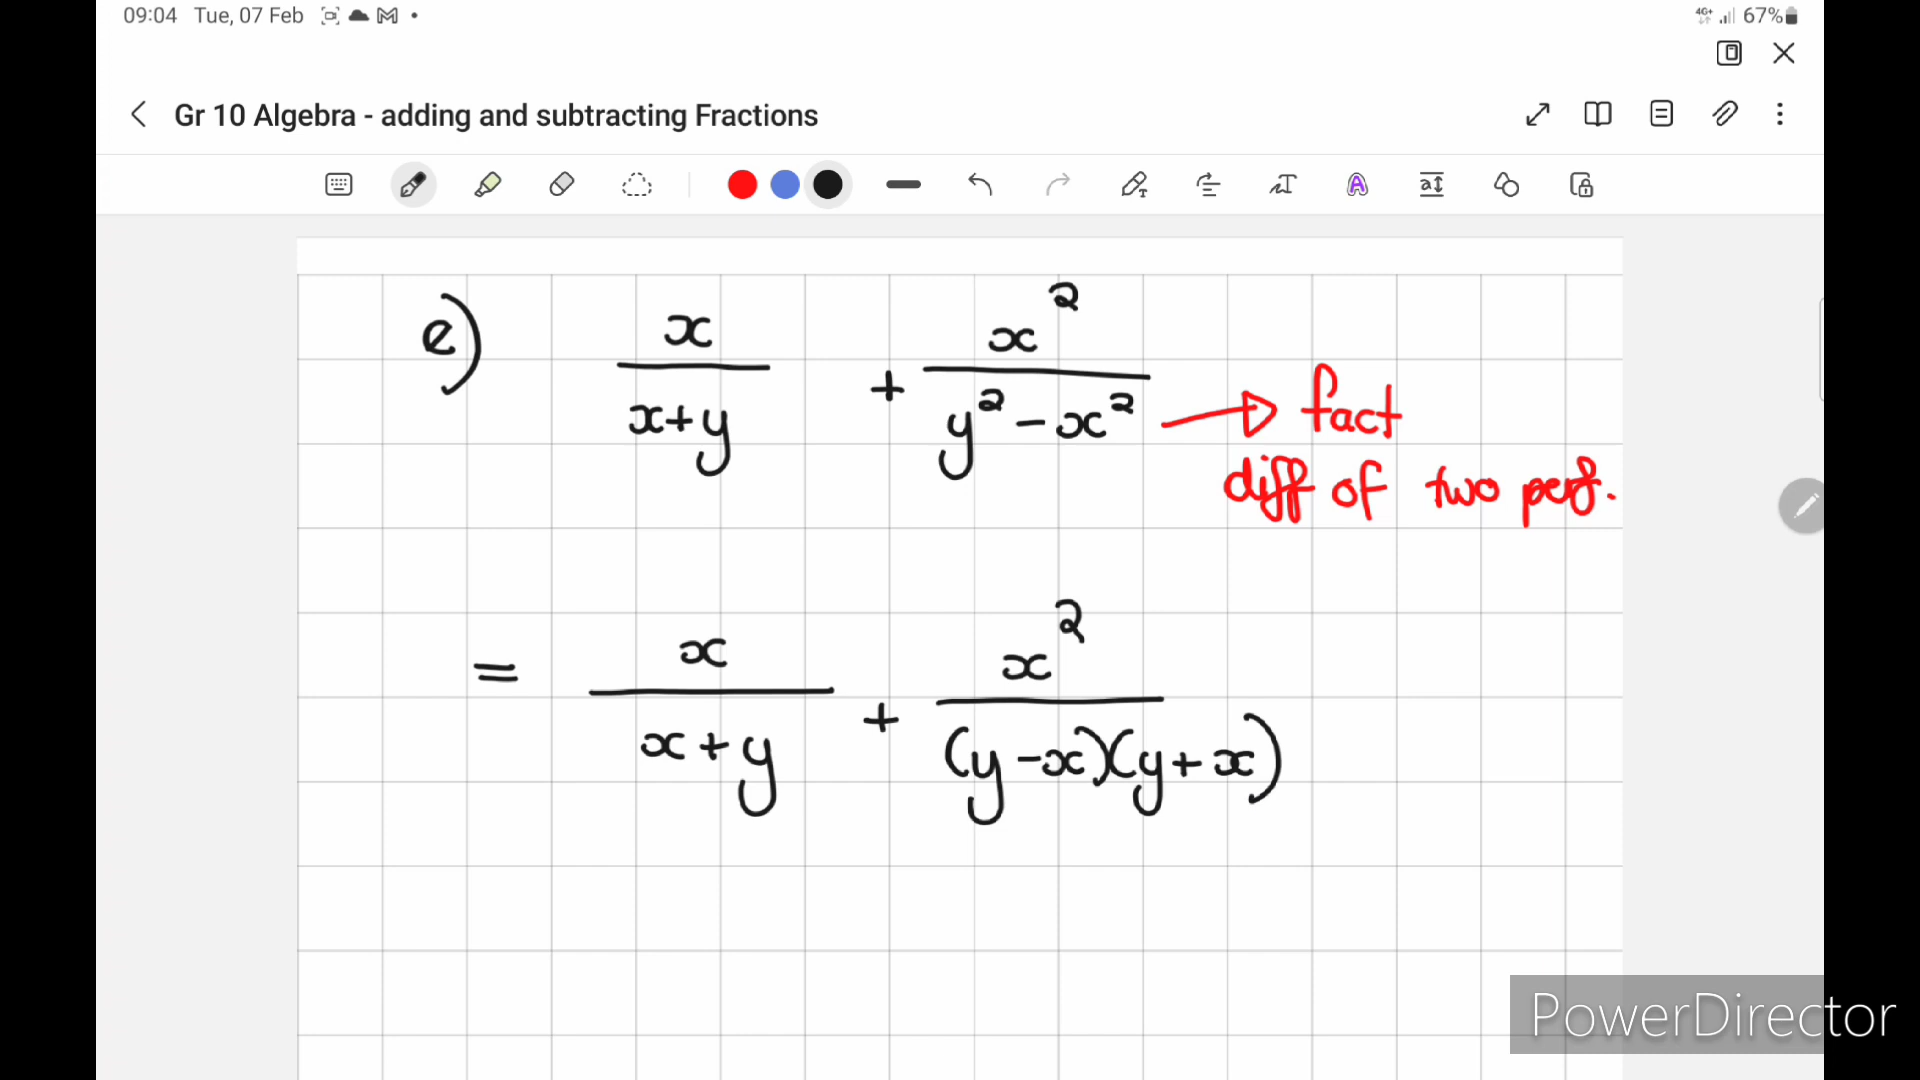 09:04 Tue, 07 Feb
4G+ 67%
Gr 10 Algebra - adding and subtracting Fractions
e) x/(x+y) + x²/(y²-x²) → fact
diff of two perf.
= x/(x+y) + x²/((y-x)(y+x))
PowerDirector